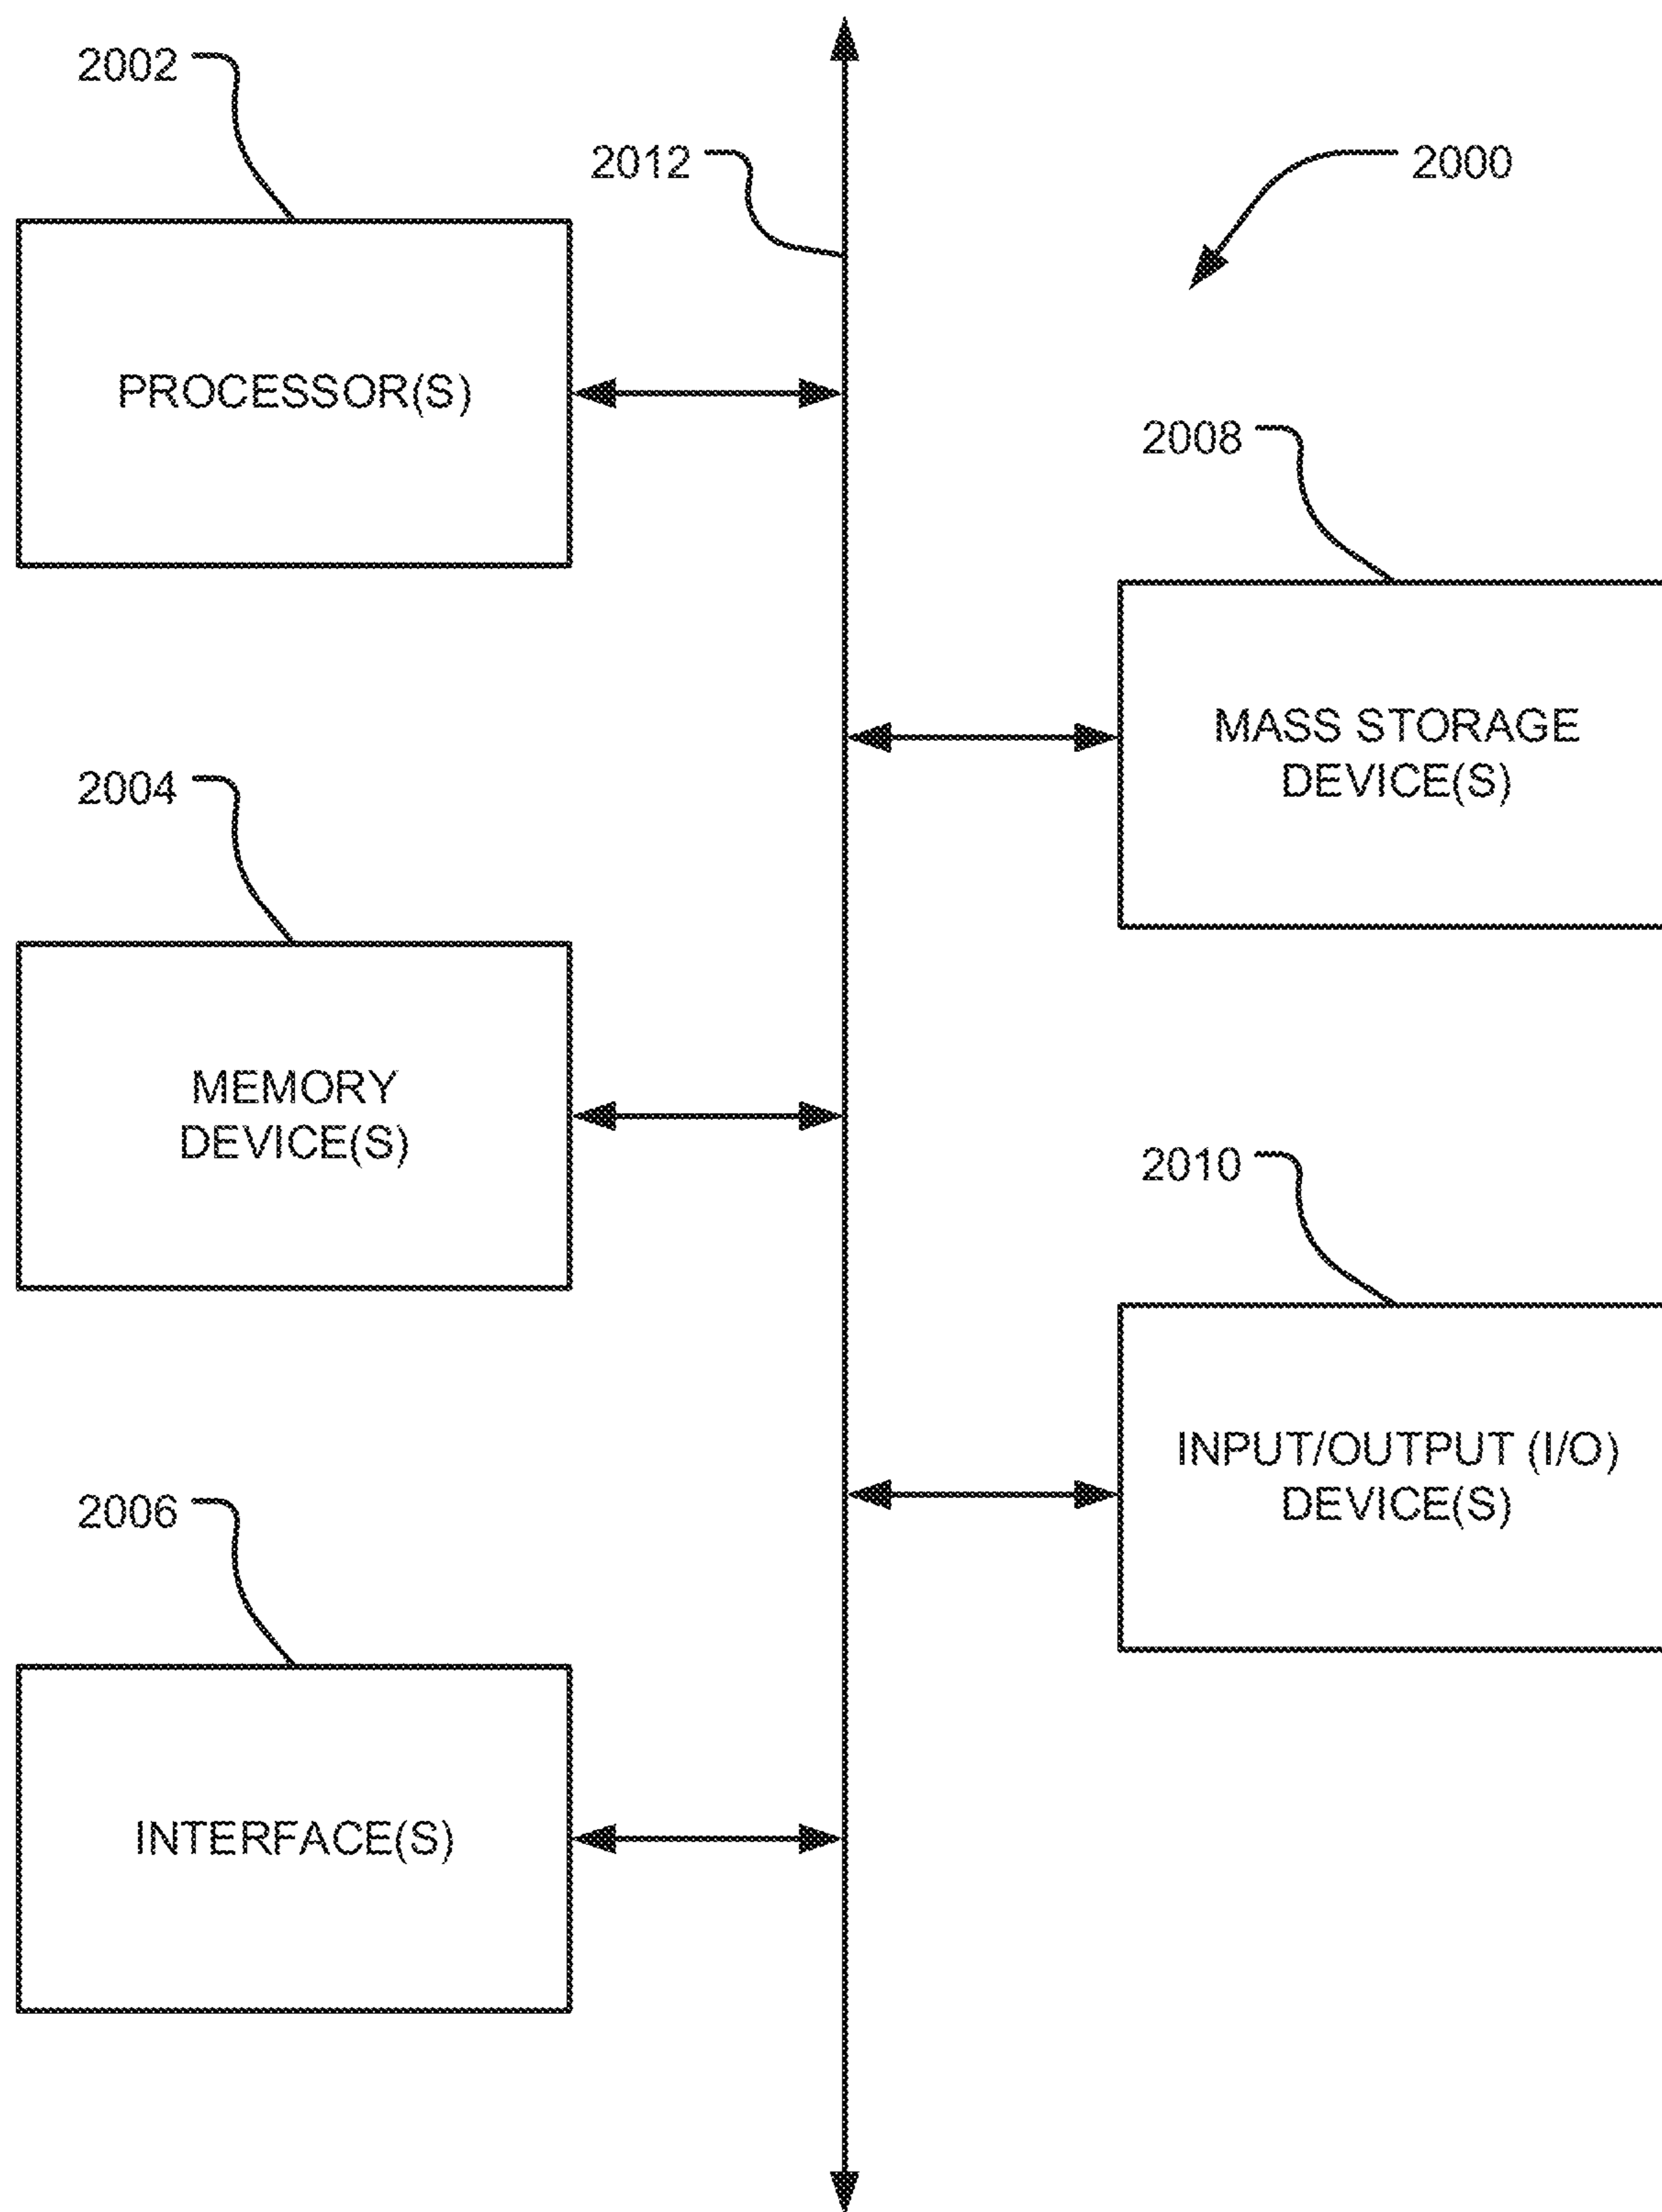 2002
2012
2000
PROCESSOR(S)
2008
MASS STORAGE
DEVICE(S)
2004
MEMORY
DEVICE(S)
2010
INPUT/OUTPUT (I/O)
DEVICE(S)
2006
INTERFACE(S)